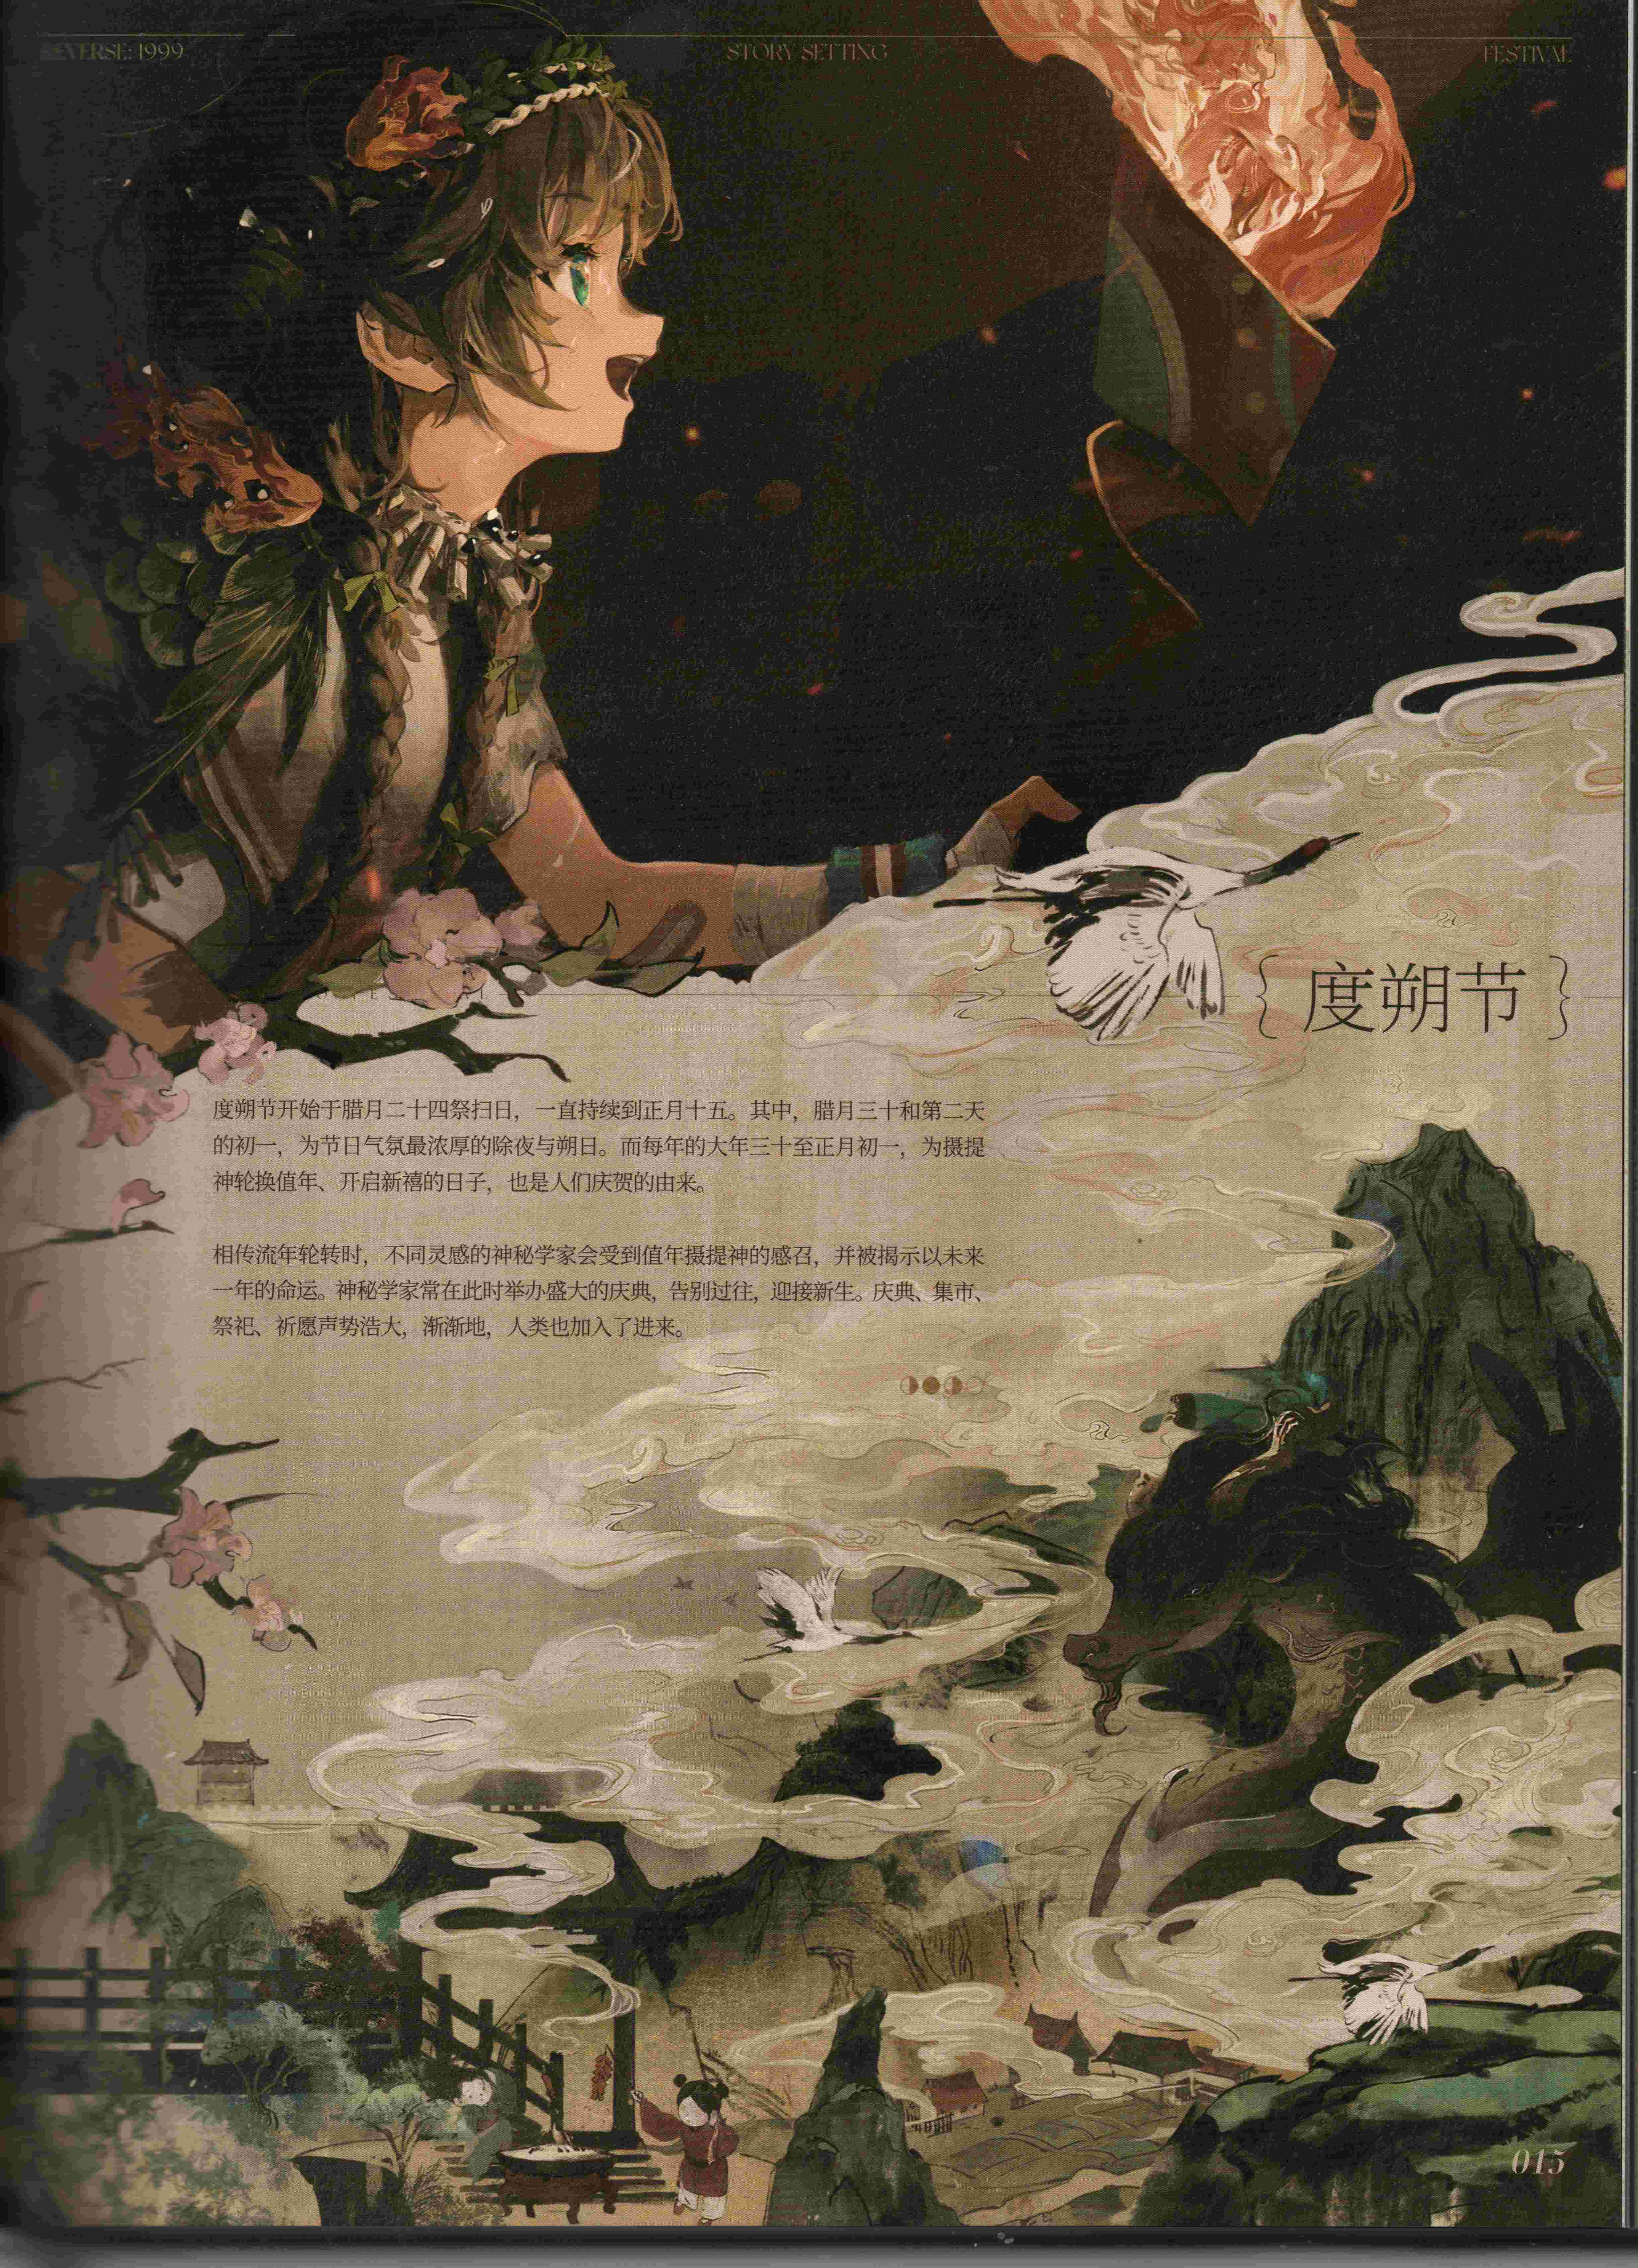 REVERSE: 1999
STORY SETTING
FESTIVAL
{度朔节}
度朔节开始于腊月二十四祭扫日，一直持续到正月十五。其中，腊月三十和第二天
的初一，为节日气氛最浓厚的除夜与朔日。而每年的大年三十至正月初一，为摄提
神轮换值年、开启新禧的日子，也是人们庆贺的由来。
相传流年轮转时，不同灵感的神秘学家会受到值年摄提神的感召，并被揭示以未来
一年的命运。神秘学家常在此时举办盛大的庆典，告别过往，迎接新生。庆典、集市、
祭祀、祈愿声势浩大，渐渐地，人类也加入了进来。
015